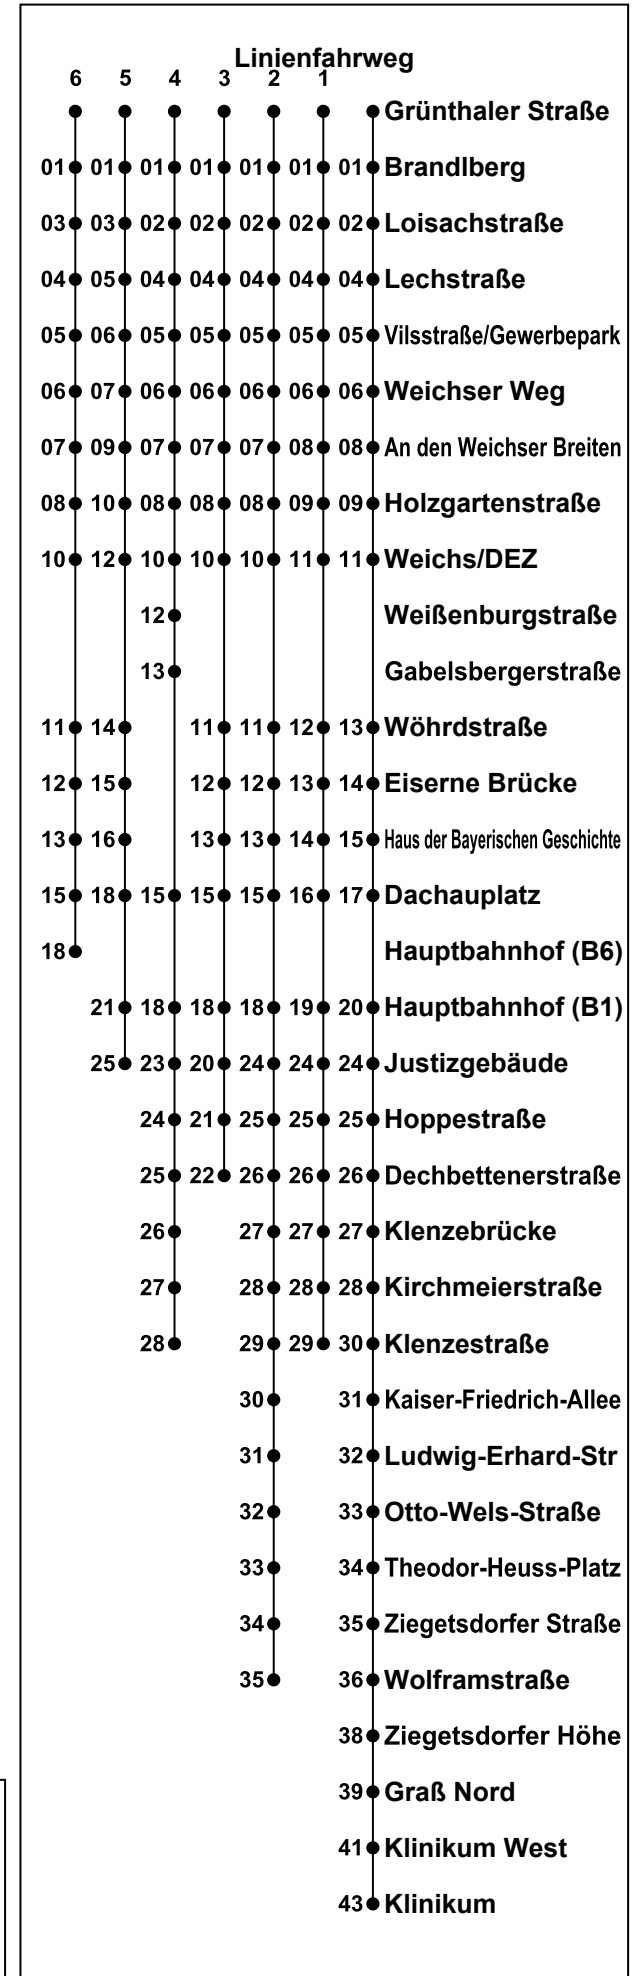 Linienfahrweg
6 5 4 3 2 1
Grünthaler Straße
01 01 01 01 01 01 01 Brandlberg
03 03 02 02 02 02 02 Loisachstraße
04 05 04 04 04 04 04 Lechstraße
05 06 05 05 05 05 05 Vilsstraße/Gewerbepark
06 07 06 06 06 06 06 Weichser Weg
07 09 07 07 07 08 08 An den Weichser Breiten
08 10 08 08 08 09 09 Holzgartenstraße
10 12 10 10 10 11 11 Weichs/DEZ
12 Weißenburgstraße
13 Gabelsbergerstraße
11 14 11 11 12 13 Wöhrdstraße
12 15 12 12 13 14 Eiserne Brücke
13 16 13 13 14 15 Haus der Bayerischen Geschichte
15 18 15 15 15 16 17 Dachauplatz
18 Hauptbahnhof (B6)
21 18 18 18 19 20 Hauptbahnhof (B1)
25 23 20 24 24 24 Justizgebäude
24 21 25 25 25 Hoppestraße
25 22 26 26 26 Dechbettenerstraße
26 27 27 27 Klenzebrücke
27 28 28 28 Kirchmeierstraße
28 29 29 30 Klenzestraße
30 31 Kaiser-Friedrich-Allee
31 32 Ludwig-Erhard-Str
32 33 Otto-Wels-Straße
33 34 Theodor-Heuss-Platz
34 35 Ziegetsdorfer Straße
35 36 Wolframstraße
38 Ziegetsdorfer Höhe
39 Graß Nord
41 Klinikum West
43 Klinikum